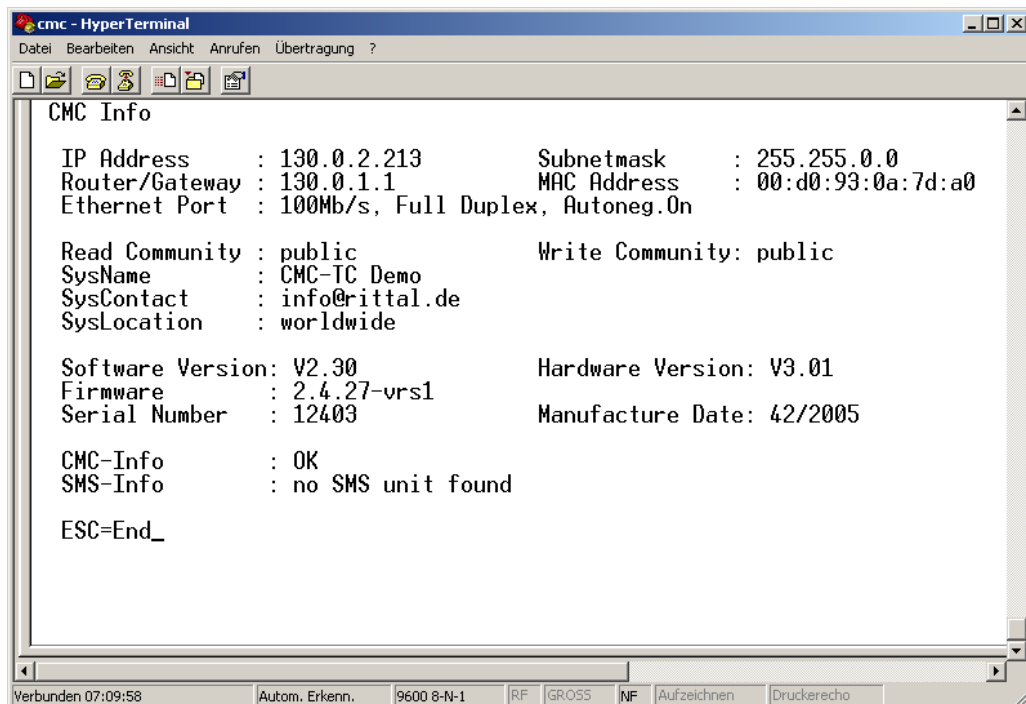 cmc - HyperTerminal
Datei Bearbeiten Ansicht Anrufen Übertragung ?
CMC Info
IP Address : 130.0.2.213 Subnetmask : 255.255.0.0
Router/Gateway : 130.0.1.1 MAC Address : 00:d0:93:0a:7d:a0
Ethernet Port : 100Mb/s, Full Duplex, Autoneg.On
Read Community : public Write Community: public
SysName : CMC-TC Demo
SysContact : info@rittal.de
SysLocation : worldwide
Software Version: V2.30 Hardware Version: V3.01
Firmware : 2.4.27-vrs1
Serial Number : 12403 Manufacture Date: 42/2005
CMC-Info : OK
SMS-Info : no SMS unit found
ESC=End_
Verbunden 07:09:58 Autom. Erkenn. 9600 8-N-1 RF GROSS NF Aufzeichnen Druckerecho